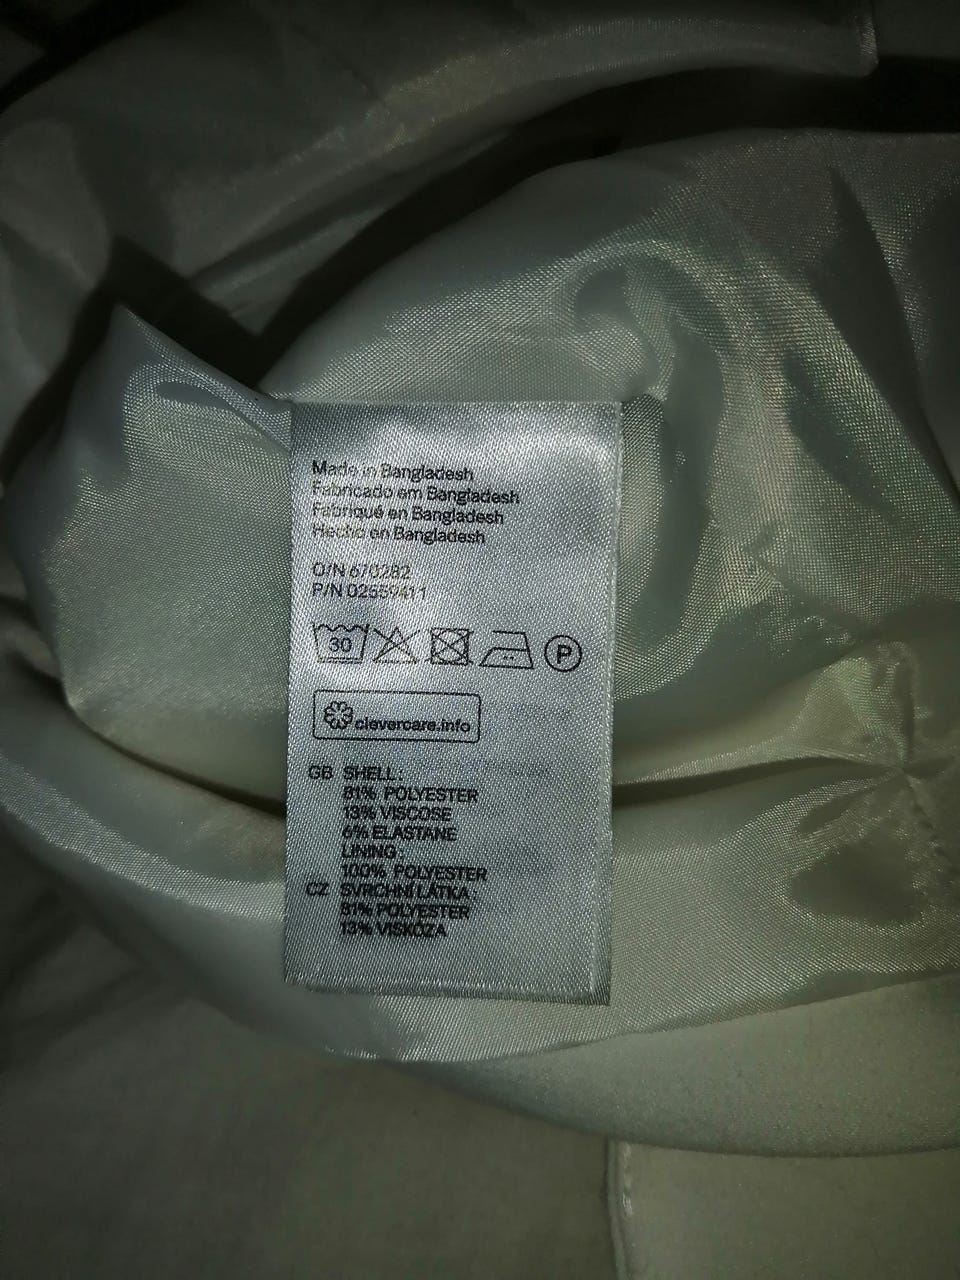 Made in Bangladesh
Fabricado em Bangladesh
Fabriqué en Bangladesh
Hecho en Bangladesh
O/N 670282
P/N 02559411
30 P
clevercare.info
GB SHELL:
81% POLYESTER
13% VISCOSE
6% ELASTANE
LINING:
100% POLYESTER
CZ SVRCHNÍ LÁTKA
81% POLYESTER
13% VISKÓZA